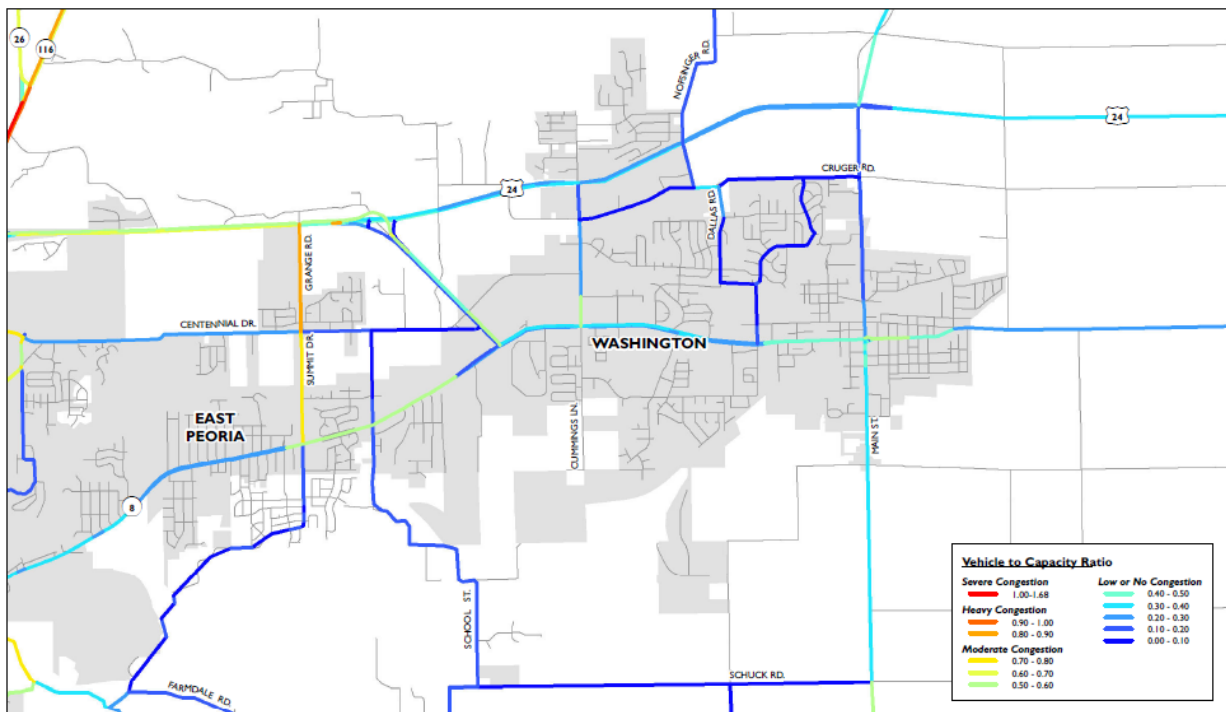 26
116
NOFSINGER RD.
24
CRUGER RD.
24
DALLAS RD.
GRANGE RD.
CENTENNIAL DR.
WASHINGTON
SUMMIT DR.
EAST
PEORIA
CUMMINGS LN.
MAIN ST.
8
SCHOOL ST.
SCHUCK RD.
FARMDALE RD.
Vehicle to Capacity Ratio
Severe Congestion
1.00-1.68
Heavy Congestion
0.90 - 1.00
0.80 - 0.90
Moderate Congestion
0.70 - 0.80
0.60 - 0.70
0.50 - 0.60
Low or No Congestion
0.40 - 0.50
0.30 - 0.40
0.20 - 0.30
0.10 - 0.20
0.00 - 0.10